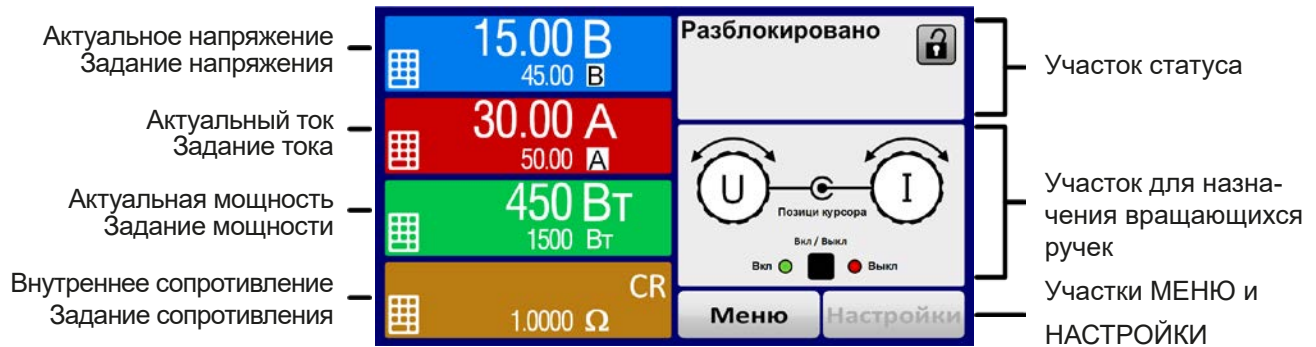 Актуальное напряжение
Задание напряжения
Актуальный ток
Задание тока
Актуальная мощность
Задание мощности
Внутреннее сопротивление
Задание сопротивления
15.00 В
45.00 В
30.00 A
50.00 A
450 Вт
1500 Вт
CR
1.0000 Ω
Разблокировано
U
I
Позици курсора
Вкл / Выкл
Вкл
Выкл
Меню
Настройки
Участок статуса
Участок для назна-
чения вращающихся
ручек
Участки МЕНЮ и
НАСТРОЙКИ